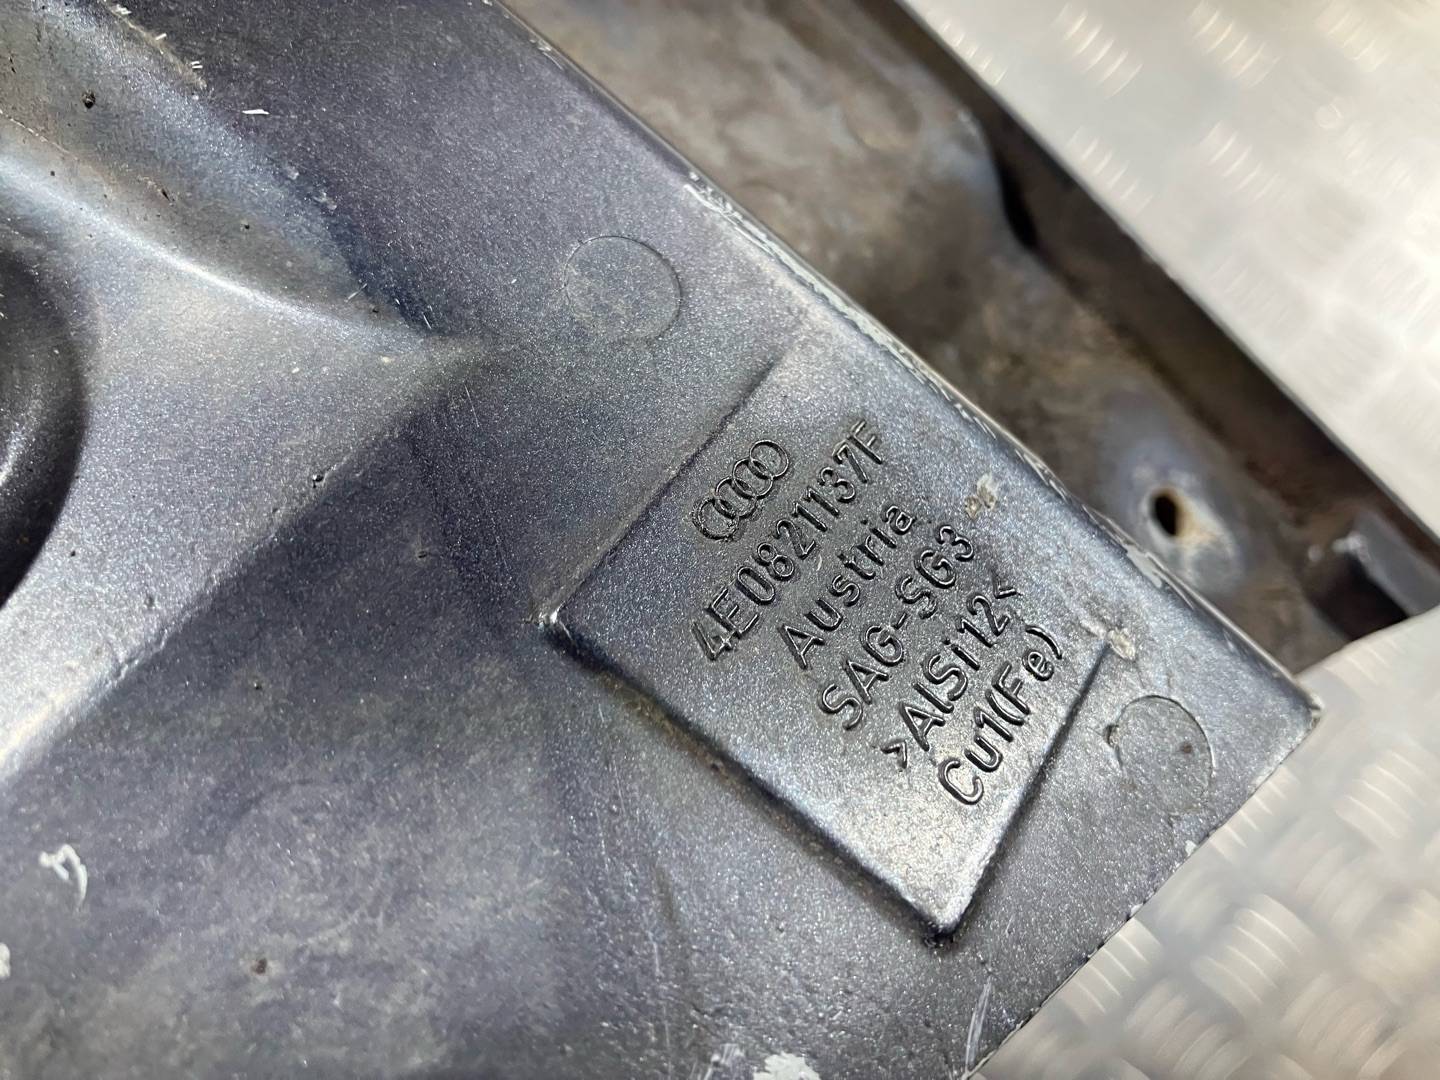 4E0821137F
Austria
SAG-SG3
>AlSi12<
Cu1(Fe)